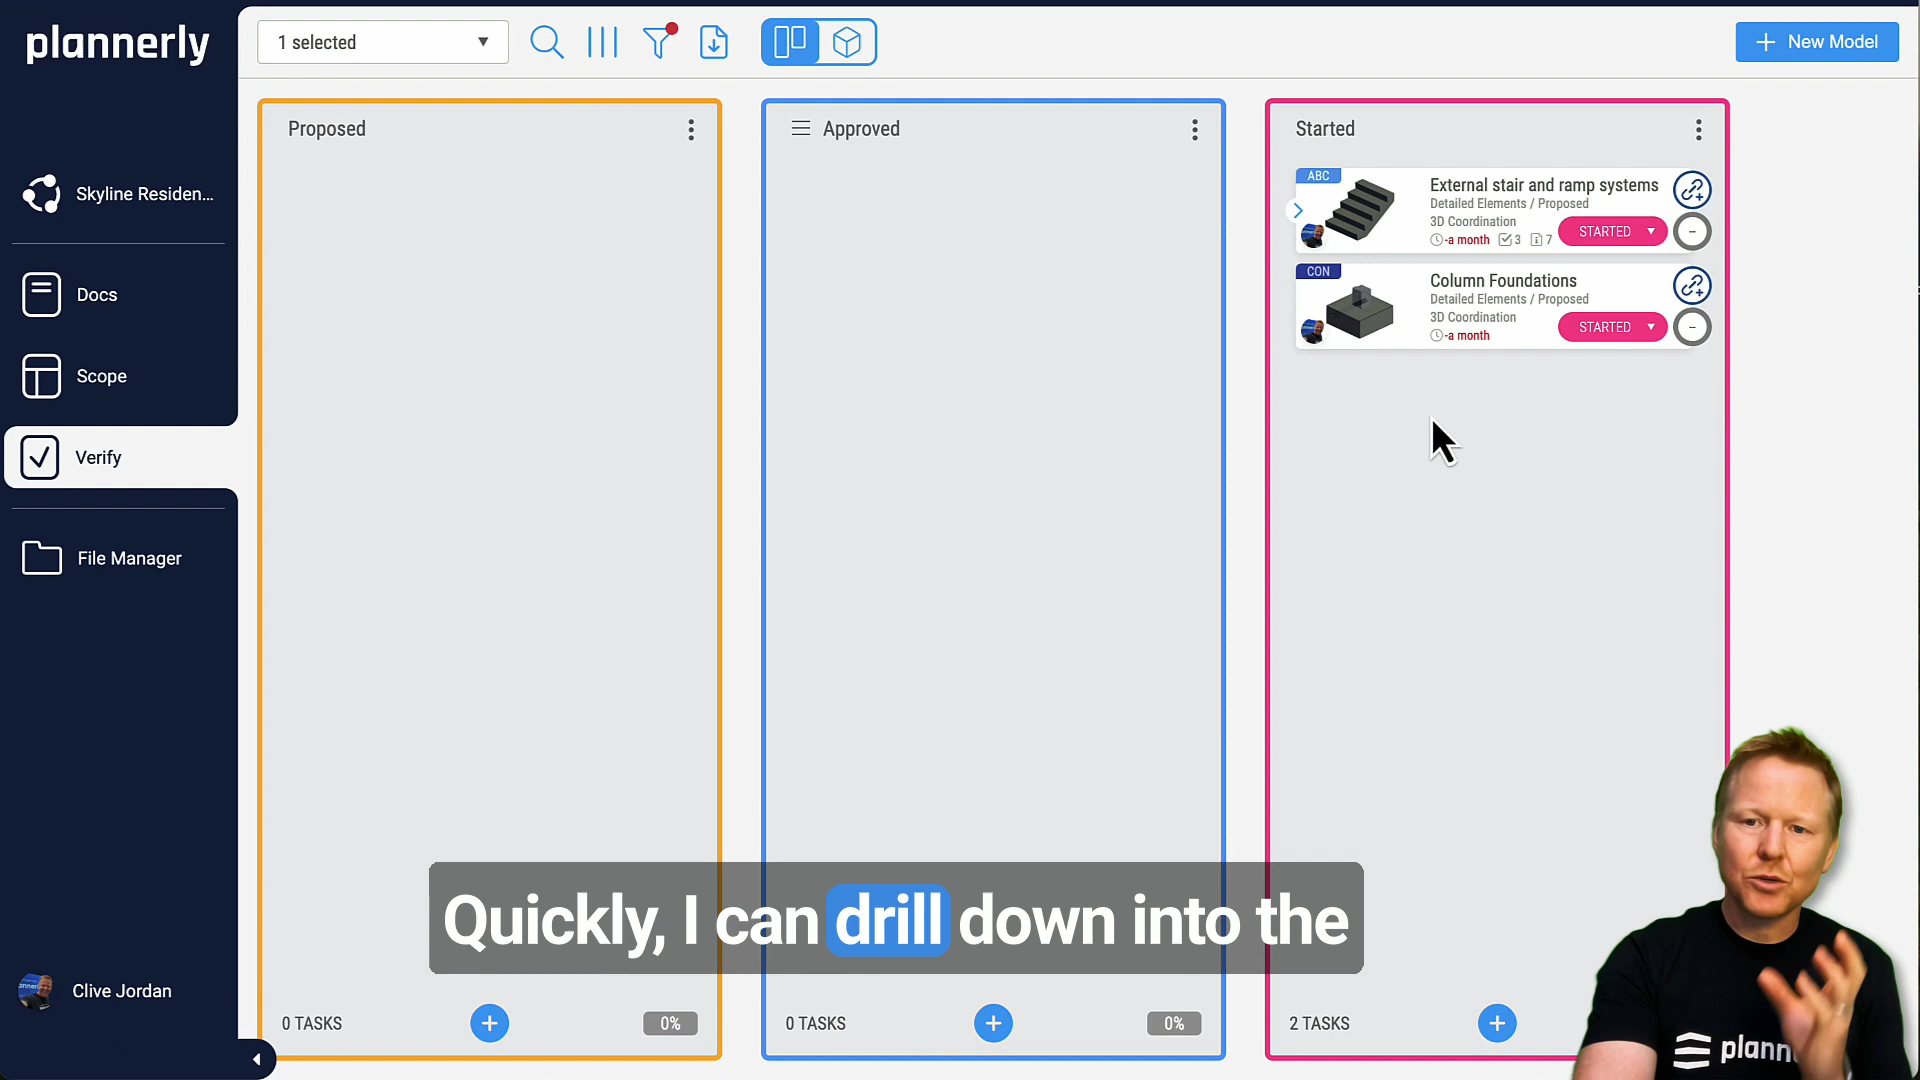 plannerly
1 selected
New Model
Skyline Residen...
Docs
Scope
Verify
File Manager
Clive Jordan
Proposed
0 TASKS
0%
Approved
0 TASKS
0%
Started
ABC
External stair and ramp systems
Detailed Elements / Proposed
3D Coordination
-a month 3 7
STARTED
--
CON
Column Foundations
Detailed Elements / Proposed
3D Coordination
-a month
STARTED
--
2 TASKS
Quickly, I can drill down into the